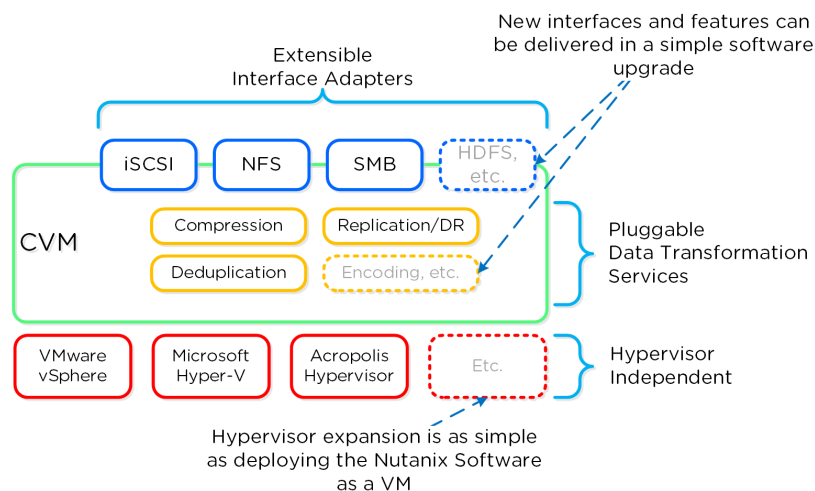 New interfaces and features can
be delivered in a simple software
upgrade
Extensible
Interface Adapters
iSCSI
NFS
SMB
HDFS,
etc.
CVM
Compression
Replication/DR
Deduplication
Encoding, etc.
Pluggable
Data Transformation
Services
VMware
vSphere
Microsoft
Hyper-V
Acropolis
Hypervisor
Etc.
Hypervisor
Independent
Hypervisor expansion is as simple
as deploying the Nutanix Software
as a VM